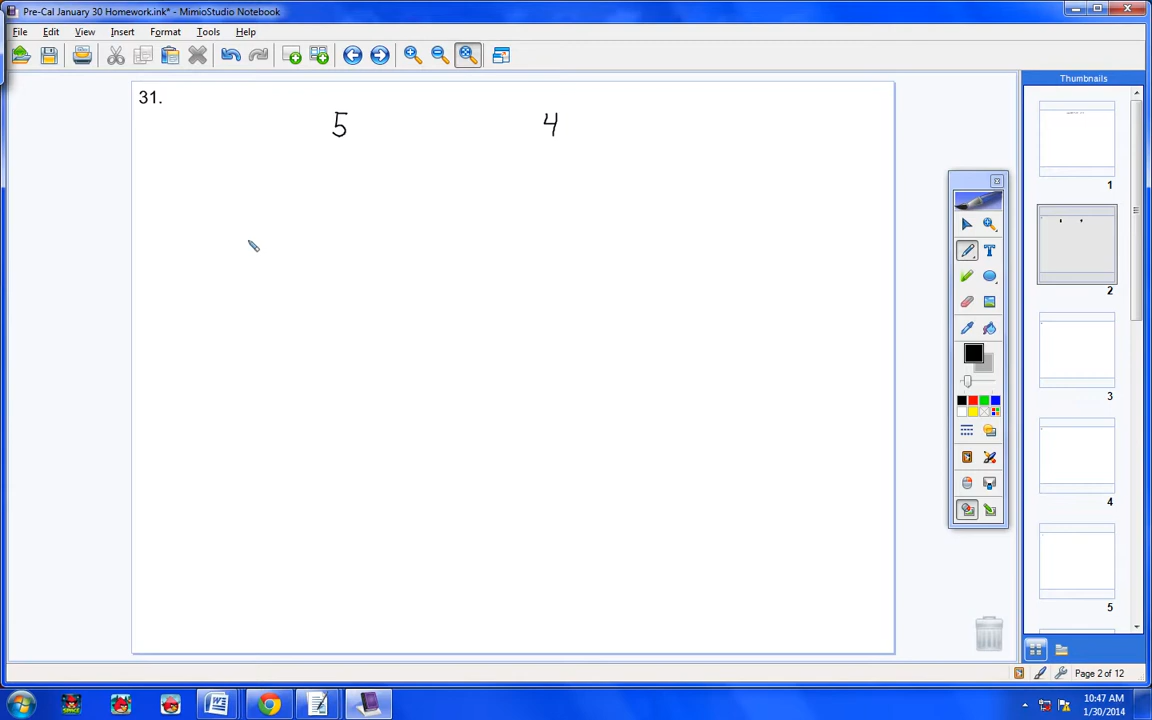 Pre-Cal January 30 Homework.ink* - MimioStudio Notebook
File Edit View Insert Format Tools Help
Thumbnails
31.
5 4
1
2
3
4
5
Page 2 of 12
10:47 AM
1/30/2014